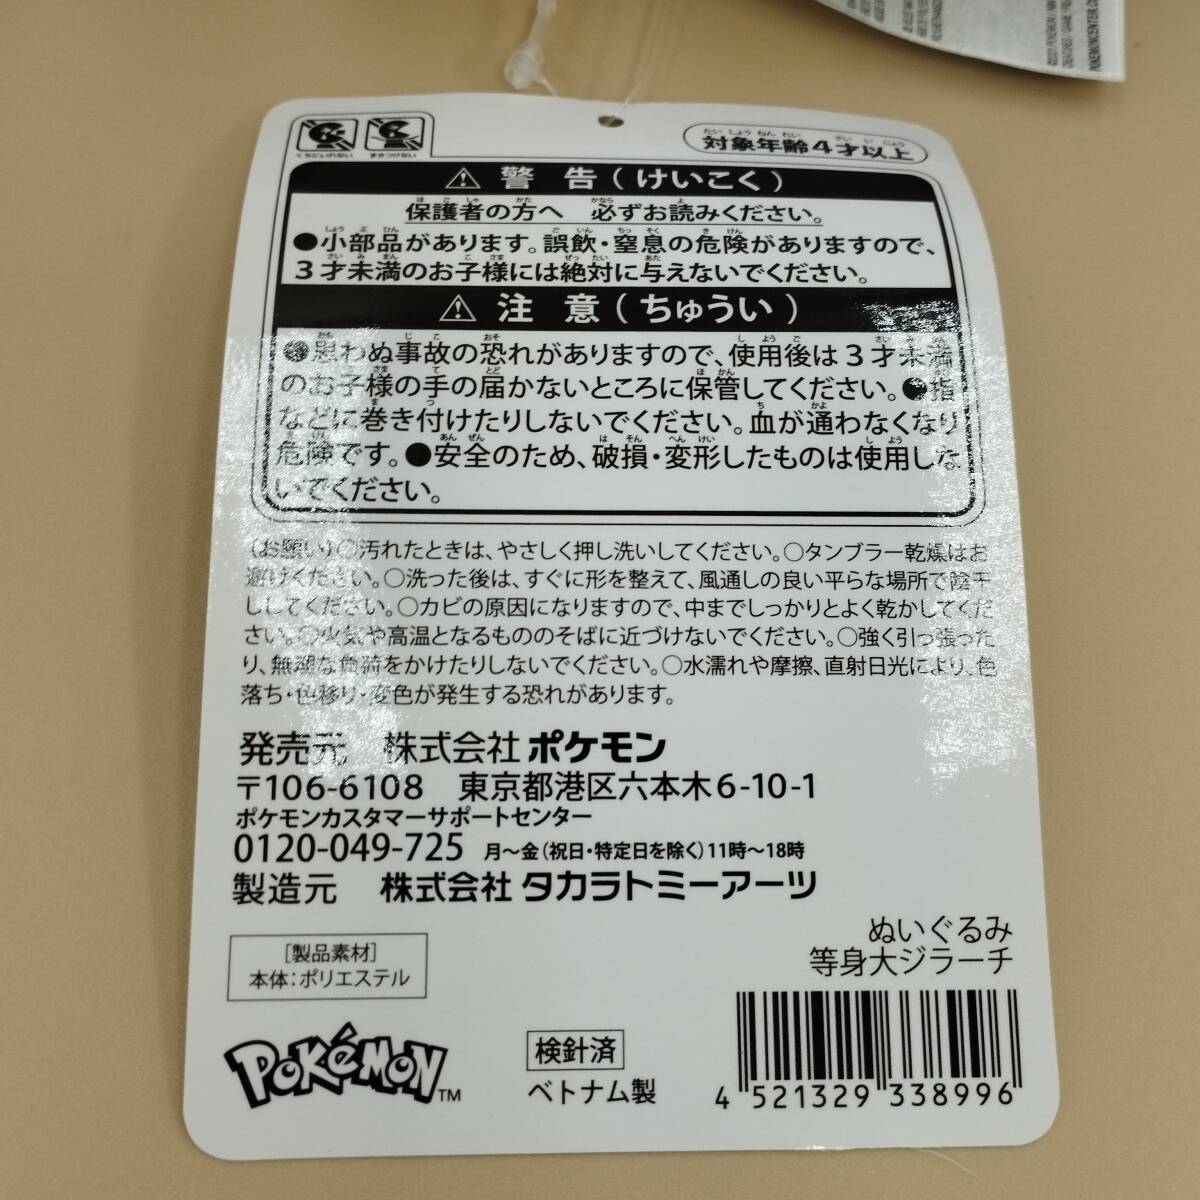 POKEMONCENTER.C
くちにいれない
まきつけない
対象年齢4才以上
警告(けいこく)
保護者の方へ 必ずお読みください。
●小部品があります。誤飲・窒息の危険がありますので、
3才未満のお子様には絶対に与えないでください。
注意(ちゅうい)
●思わぬ事故の恐れがありますので、使用後は3才未満
のお子様の手の届かないところに保管してください。●指
などに巻き付けたりしないでください。血が通わなくなり
危険です。●安全のため、破損・変形したものは使用しな
いでください。
(お願い)○汚れたときは、やさしく押し洗いしてください。○タンブラー乾燥はお
避けください。○洗った後は、すぐに形を整えて、風通しの良い平らな場所で陰干
ししてください。○カビの原因になりますので、中までしっかりとよく乾かしてくだ
さい。○火気や高温となるもののそばに近づけないでください。○強く引っ張った
り、無理な負荷をかけたりしないでください。○水濡れや摩擦、直射日光により、色
落ち・色移り・変色が発生する恐れがあります。
発売元 株式会社 ポケモン
〒106-6108 東京都港区六本木6-10-1
ポケモンカスタマーサポートセンター
0120-049-725 月〜金(祝日・特定日を除く)11時〜18時
製造元 株式会社 タカラトミーアーツ
[製品素材]
本体:ポリエステル
ぬいぐるみ
等身大ジラーチ
POKéMON™
検針済
ベトナム製
4 521329 338996